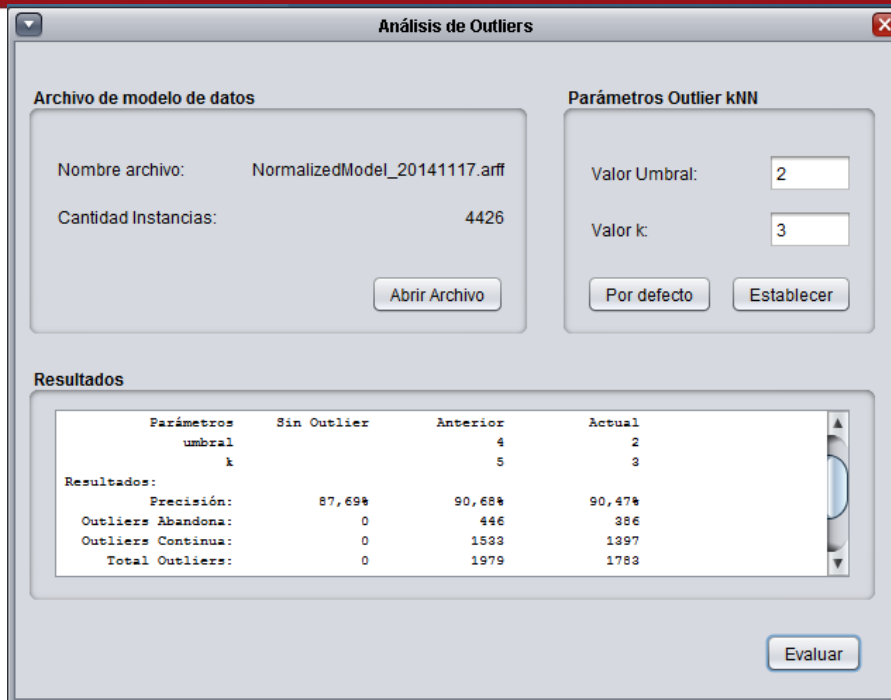 Análisis de Outliers
Archivo de modelo de datos
Nombre archivo: NormalizedModel_20141117.arff
Cantidad Instancias: 4426
Abrir Archivo
Parámetros Outlier kNN
Valor Umbral: 2
Valor k: 3
Por defecto Establecer
Resultados
Parámetros Sin Outlier Anterior Actual
umbral 4 2
k 5 3
Resultados:
Precisión: 87,69% 90,68% 90,47%
Outliers Abandona: 0 446 386
Outliers Continua: 0 1533 1397
Total Outliers: 0 1979 1783
Evaluar